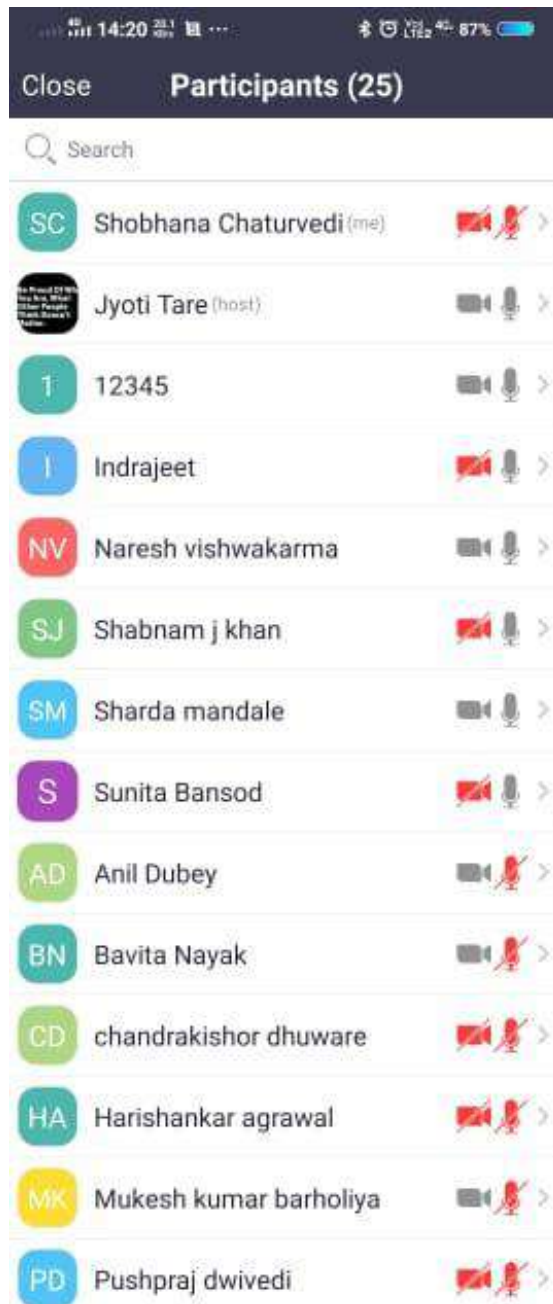 14:20 ··· 87%
Close Participants (25)
Search
SC Shobhana Chaturvedi (me)
Jyoti Tare (host)
1 12345
I Indrajeet
NV Naresh vishwakarma
SJ Shabnam j khan
SM Sharda mandale
S Sunita Bansod
AD Anil Dubey
BN Bavita Nayak
CD chandrakishor dhuware
HA Harishankar agrawal
MK Mukesh kumar barholiya
PD Pushpraj dwivedi